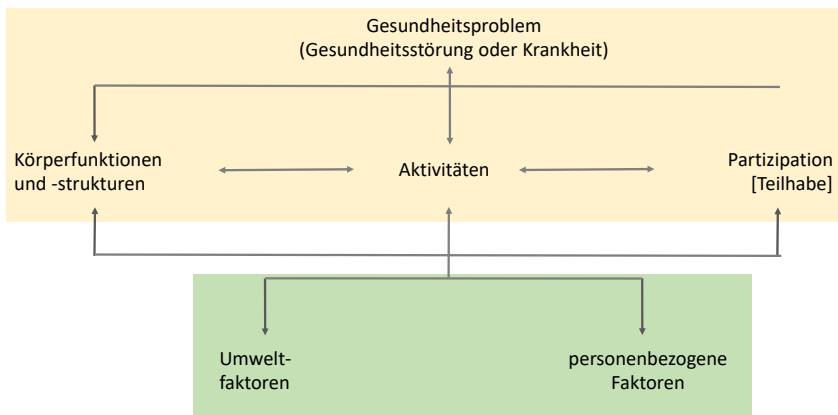 Gesundheitsproblem
(Gesundheitsstörung oder Krankheit)
Körperfunktionen
und -strukturen
Aktivitäten
Partizipation
[Teilhabe]
Umwelt-
faktoren
personenbezogene
Faktoren